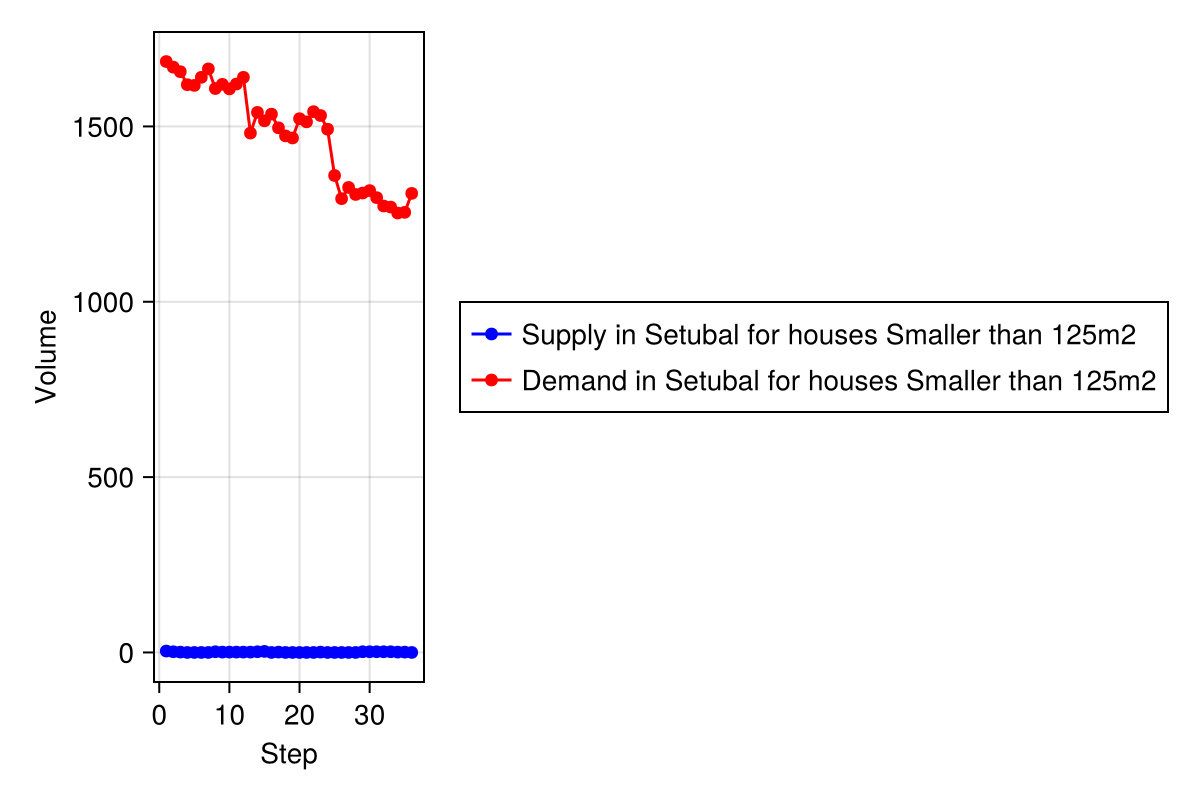 Volume
1500
1000
500
0
0 10 20 30
Step
Supply in Setubal for houses Smaller than 125m2
Demand in Setubal for houses Smaller than 125m2